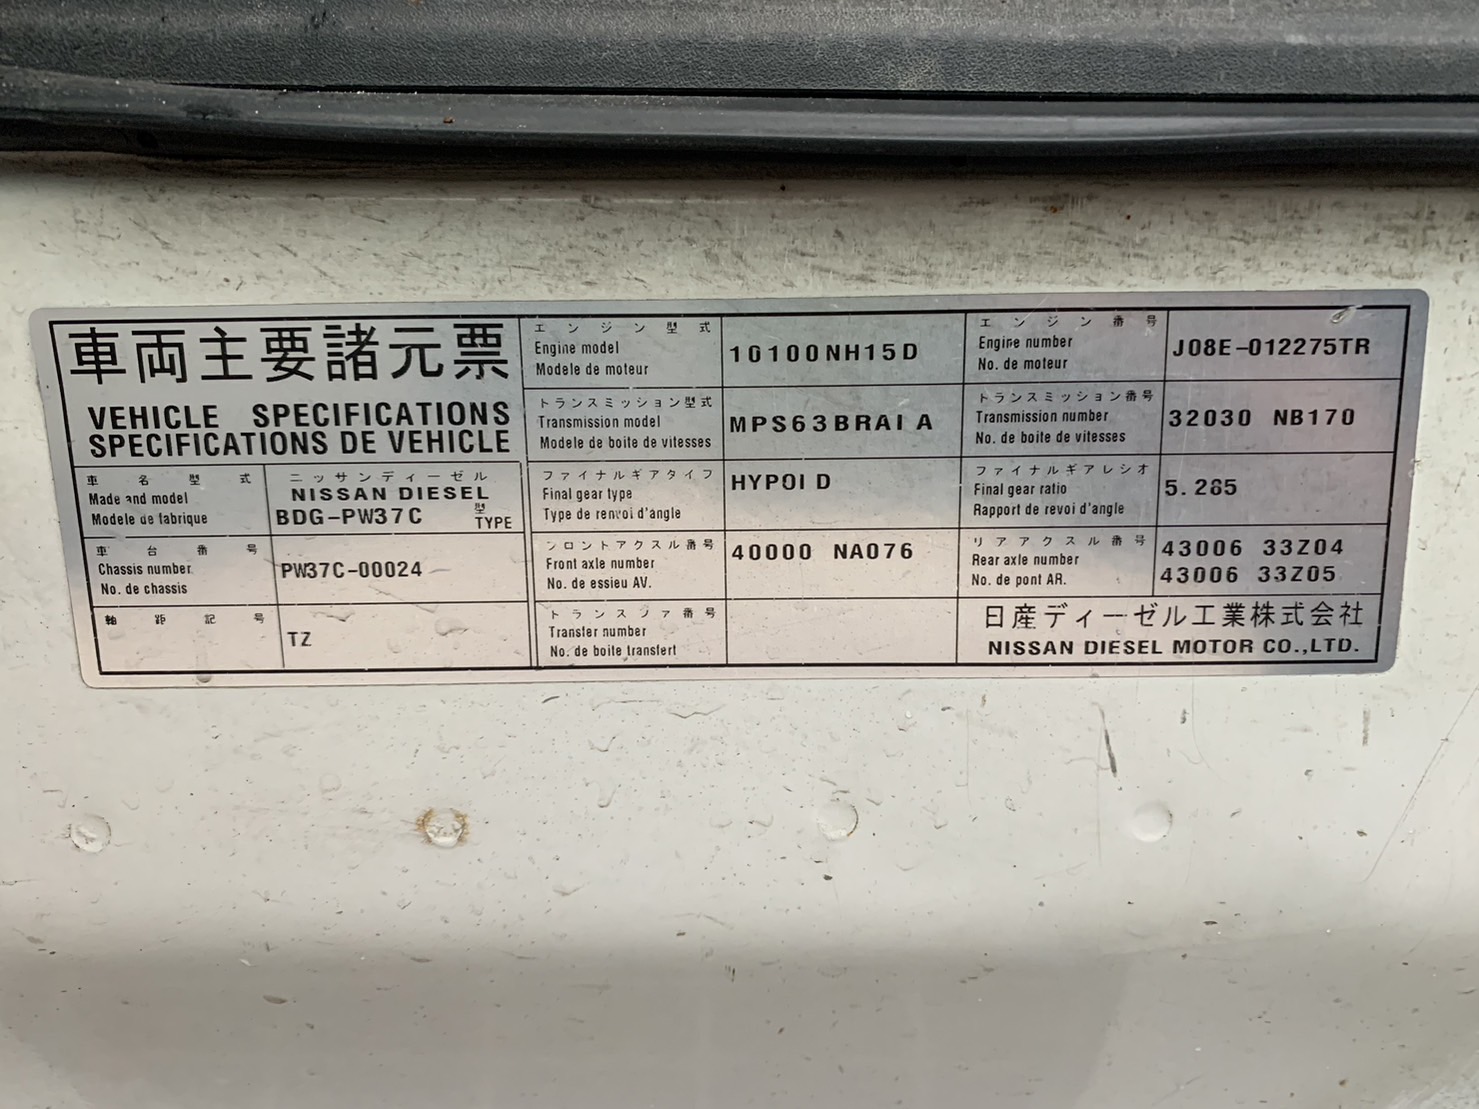 車両主要諸元票
VEHICLE SPECIFICATIONS
SPECIFICATIONS DE VEHICLE
車名型式
Made and model
Modele de fabrique
ニッサンディーゼル
NISSAN DIESEL
BDG-PW37C 型 TYPE
車台番号
Chassis number
No. de chassis
PW37C-00024
軸距記号
TZ
エンジン型式
Engine model
Modele de moteur
10100NH15D
エンジン番号
Engine number
No. de moteur
J08E-012275TR
トランスミッション型式
Transmission model
Modele de boite de vitesses
MPS63BRAIA
トランスミッション番号
Transmission number
No. de boite de vitesses
32030 NB170
ファイナルギアタイプ
Final gear type
Type de renvoi d'angle
HYPOID
ファイナルギアレシオ
Final gear ratio
Rapport de revoi d'angle
5.285
フロントアクスル番号
Front axle number
No. de essieu AV.
40000 NA076
リアアクスル番号
Rear axle number
No. de pont AR.
43006 33Z04
43006 33Z05
トランスファ番号
Transfer number
No. de boite transfert
日産ディーゼル工業株式会社
NISSAN DIESEL MOTOR CO.,LTD.